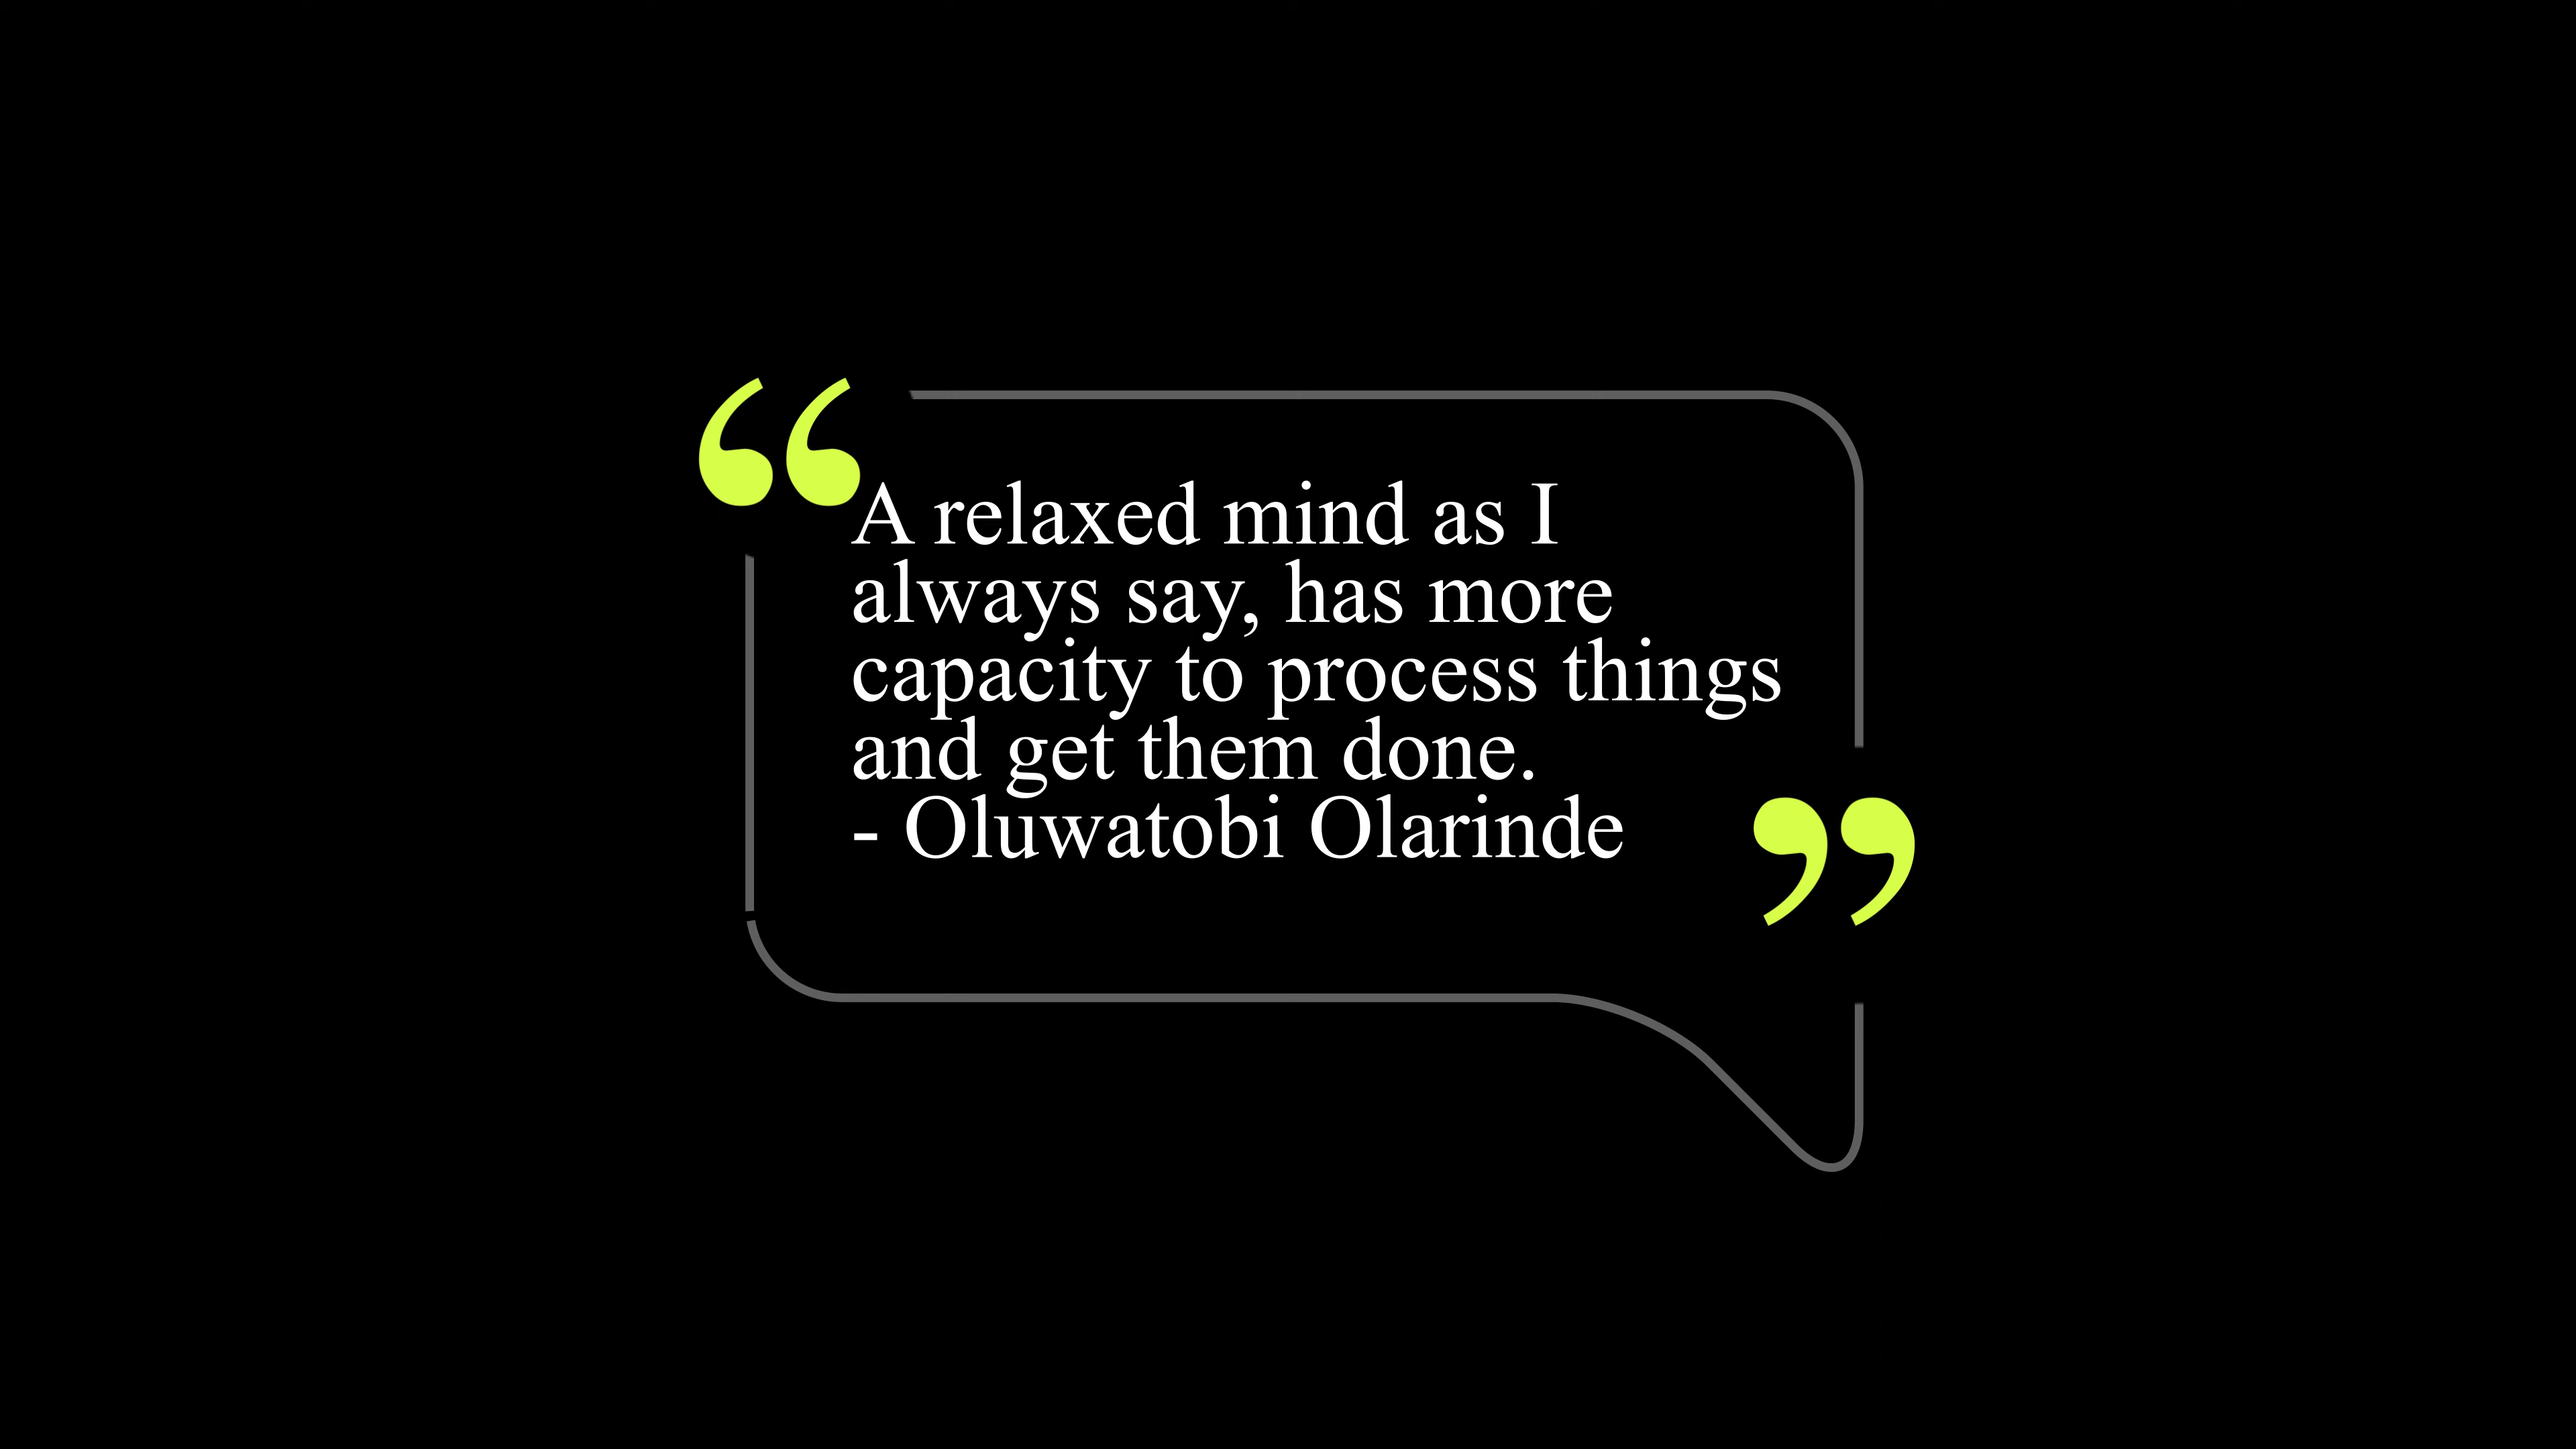 A relaxed mind as I
always say, has more
capacity to process things
and get them done.
- Oluwatobi Olarinde